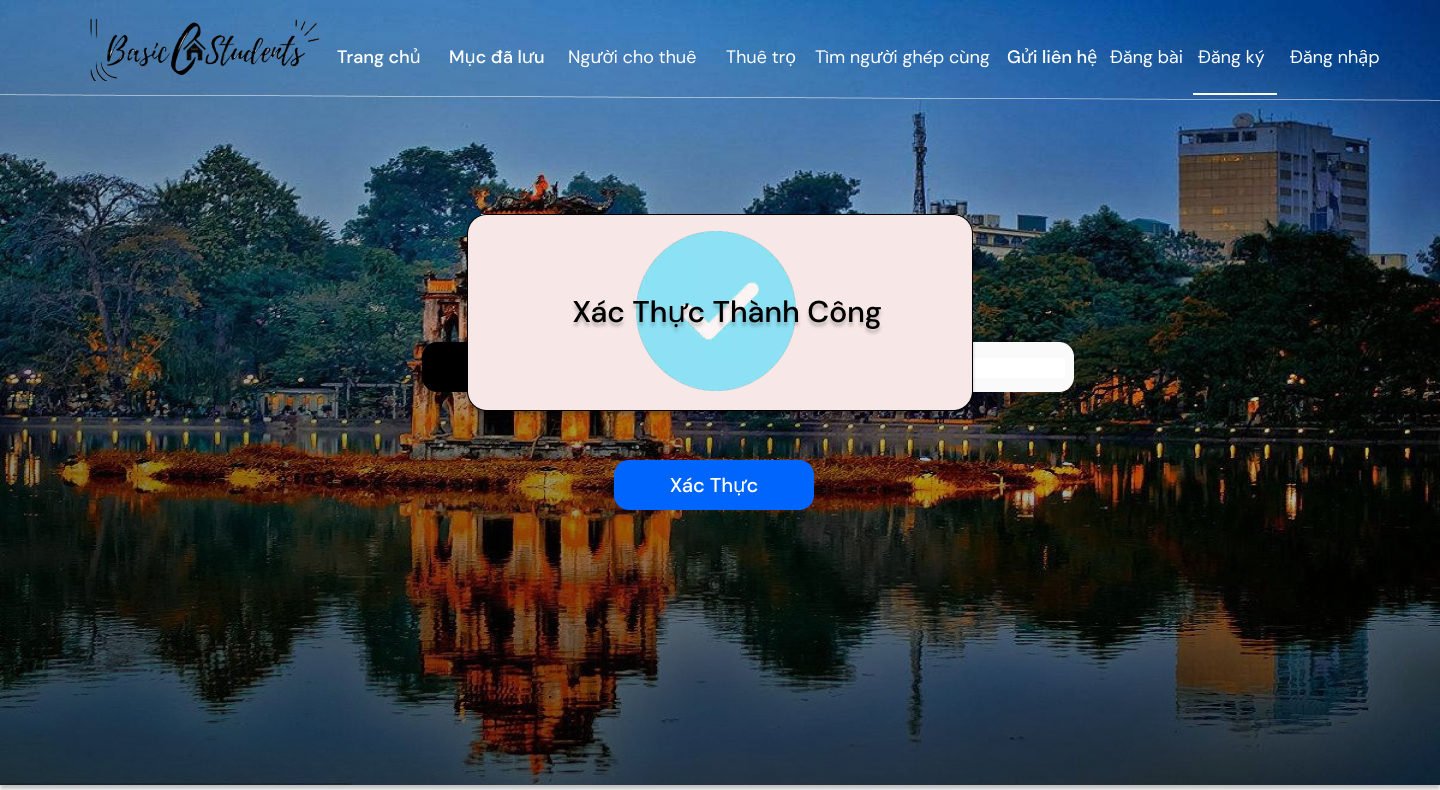 Basic Students
Trang chủ Mục đã lưu Người cho thuê Thuê trọ Tìm người ghép cùng Gửi liên hệ Đăng bài Đăng ký Đăng nhập
Xác Thực Thành Công
Xác Thực